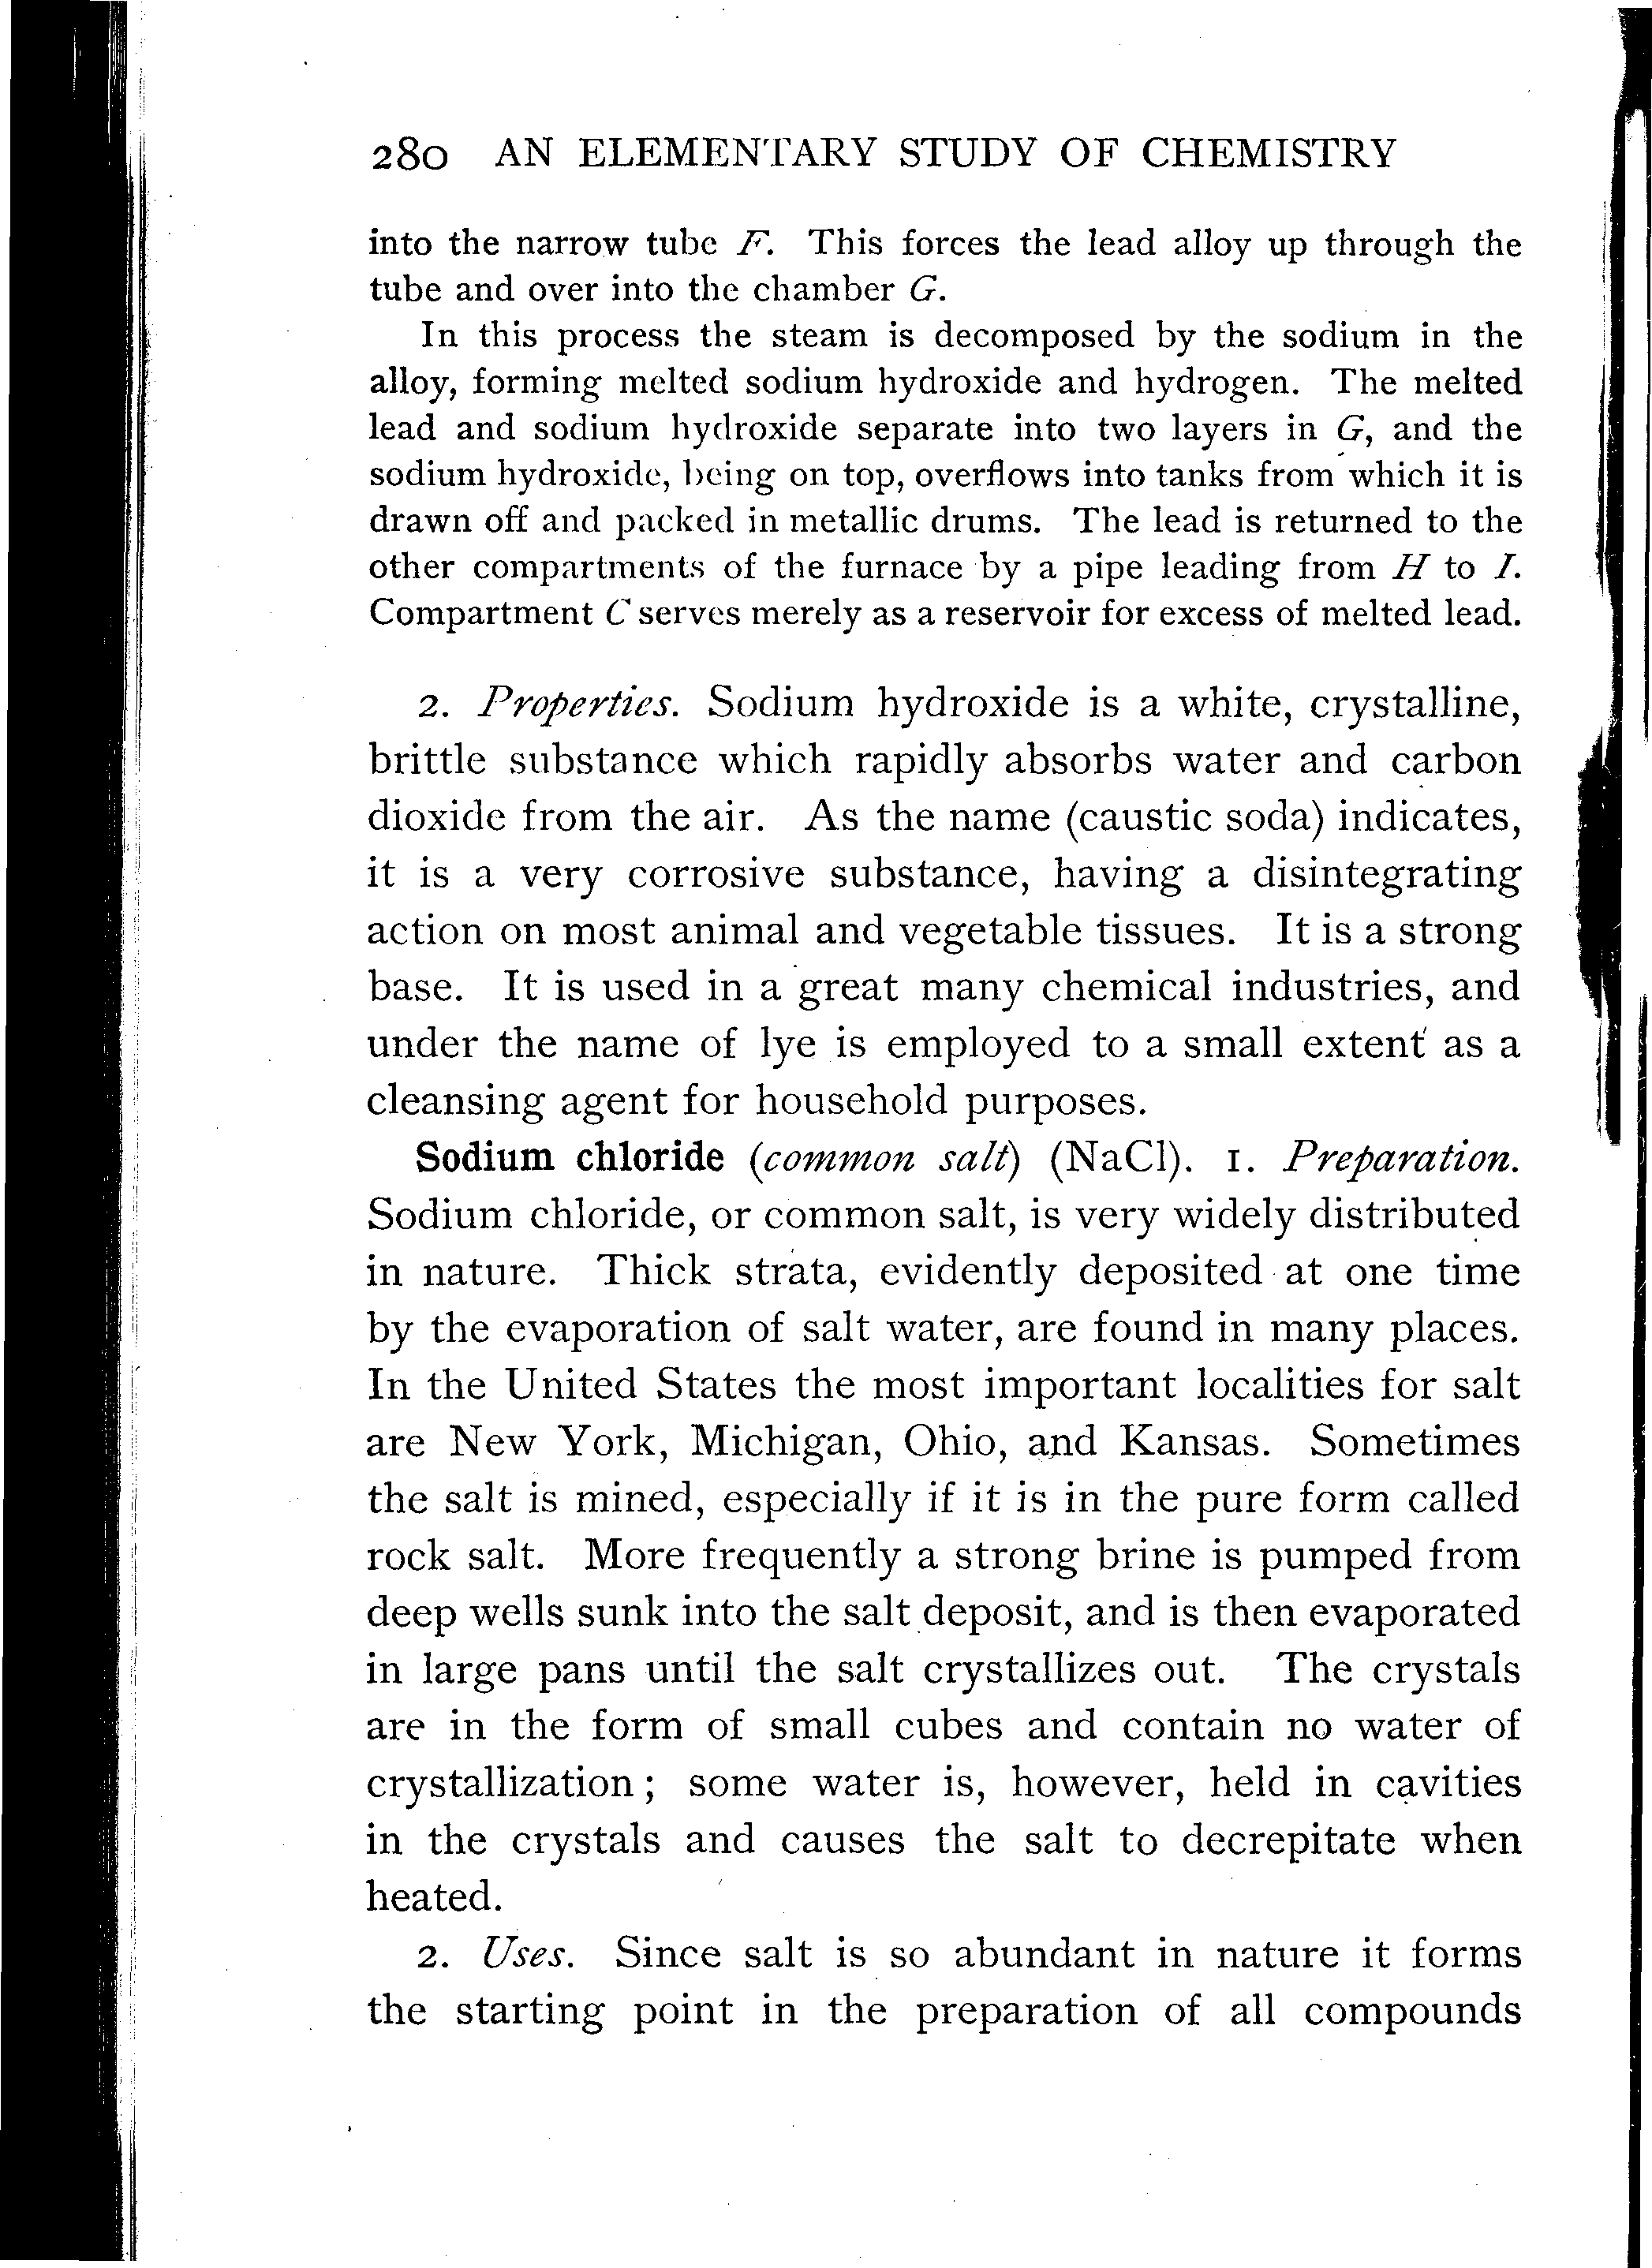 280 AN ELEMENTARY STUDY OF CHEMISTRY
into the narrow tube F. This forces the lead alloy up through the
tube and over into the chamber G.
In this process the steam is decomposed by the sodium in the
alloy, forming melted sodium hydroxide and hydrogen. The melted
lead and sodium hydroxide separate into two layers in G, and the
sodium hydroxide, being on top, overflows into tanks from which it is
drawn off and packed in metallic drums. The lead is returned to the
other compartments of the furnace by a pipe leading from H to I.
Compartment C serves merely as a reservoir for excess of melted lead.
2. Properties. Sodium hydroxide is a white, crystalline,
brittle substance which rapidly absorbs water and carbon
dioxide from the air. As the name (caustic soda) indicates,
it is a very corrosive substance, having a disintegrating
action on most animal and vegetable tissues. It is a strong
base. It is used in a great many chemical industries, and
under the name of lye is employed to a small extent as a
cleansing agent for household purposes.
Sodium chloride (common salt) (NaCl). 1. Preparation.
Sodium chloride, or common salt, is very widely distributed
in nature. Thick strata, evidently deposited at one time
by the evaporation of salt water, are found in many places.
In the United States the most important localities for salt
are New York, Michigan, Ohio, and Kansas. Sometimes
the salt is mined, especially if it is in the pure form called
rock salt. More frequently a strong brine is pumped from
deep wells sunk into the salt deposit, and is then evaporated
in large pans until the salt crystallizes out. The crystals
are in the form of small cubes and contain no water of
crystallization; some water is, however, held in cavities
in the crystals and causes the salt to decrepitate when
heated.
2. Uses. Since salt is so abundant in nature it forms
the starting point in the preparation of all compounds